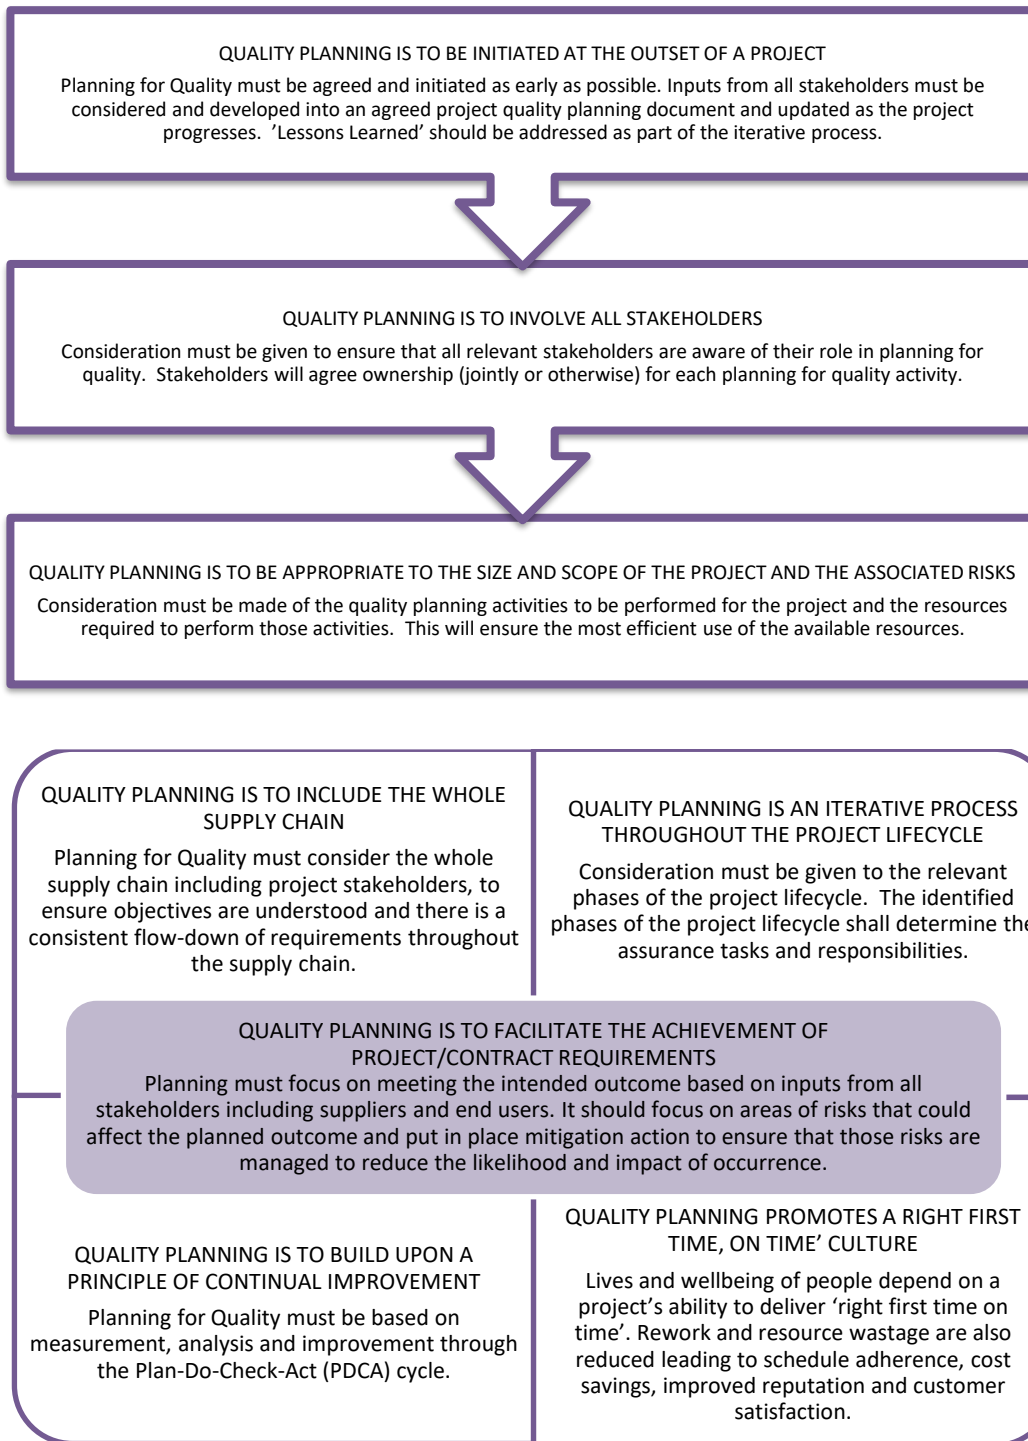 QUALITY PLANNING IS TO BE INITIATED AT THE OUTSET OF A PROJECT
Planning for Quality must be agreed and initiated as early as possible. Inputs from all stakeholders must be
considered and developed into an agreed project quality planning document and updated as the project
progresses.  ’Lessons Learned’ should be addressed as part of the iterative process.
QUALITY PLANNING IS TO INVOLVE ALL STAKEHOLDERS
Consideration must be given to ensure that all relevant stakeholders are aware of their role in planning for
quality.  Stakeholders will agree ownership (jointly or otherwise) for each planning for quality activity.
QUALITY PLANNING IS TO BE APPROPRIATE TO THE SIZE AND SCOPE OF THE PROJECT AND THE ASSOCIATED RISKS
Consideration must be made of the quality planning activities to be performed for the project and the resources
required to perform those activities.  This will ensure the most efficient use of the available resources.
QUALITY PLANNING IS TO INCLUDE THE WHOLE
SUPPLY CHAIN
Planning for Quality must consider the whole
supply chain including project stakeholders, to
ensure objectives are understood and there is a
consistent flow-down of requirements throughout
the supply chain.
QUALITY PLANNING IS AN ITERATIVE PROCESS
THROUGHOUT THE PROJECT LIFECYCLE
Consideration must be given to the relevant
phases of the project lifecycle.  The identified
phases of the project lifecycle shall determine the
assurance tasks and responsibilities.
QUALITY PLANNING IS TO FACILITATE THE ACHIEVEMENT OF
PROJECT/CONTRACT REQUIREMENTS
Planning must focus on meeting the intended outcome based on inputs from all
stakeholders including suppliers and end users. It should focus on areas of risks that could
affect the planned outcome and put in place mitigation action to ensure that those risks are
managed to reduce the likelihood and impact of occurrence.
QUALITY PLANNING IS TO BUILD UPON A
PRINCIPLE OF CONTINUAL IMPROVEMENT
Planning for Quality must be based on
measurement, analysis and improvement through
the Plan-Do-Check-Act (PDCA) cycle.
QUALITY PLANNING PROMOTES A RIGHT FIRST
TIME, ON TIME’ CULTURE
Lives and wellbeing of people depend on a
project’s ability to deliver ‘right first time on
time’. Rework and resource wastage are also
reduced leading to schedule adherence, cost
savings, improved reputation and customer
satisfaction.